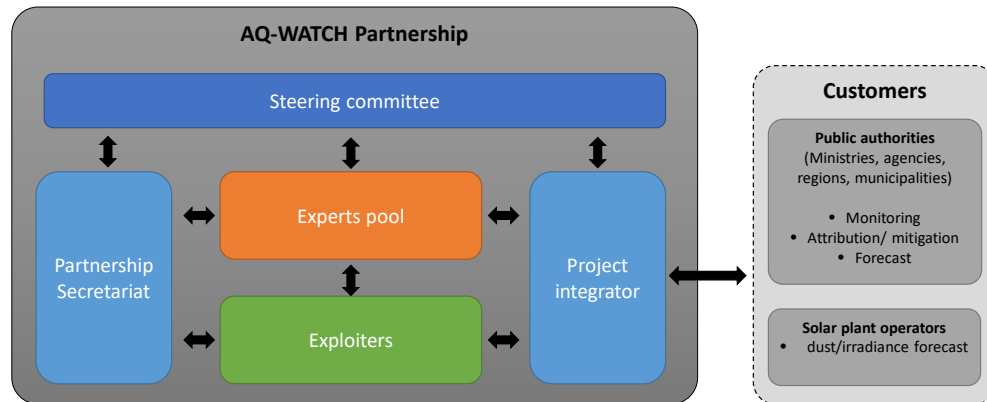 AQ-WATCH Partnership
Steering committee
Partnership
Secretariat
Experts pool
Exploiters
Project
integrator
Customers
Public authorities
(Ministries, agencies,
regions, municipalities)
• Monitoring
• Attribution/ mitigation
• Forecast
Solar plant operators
• dust/irradiance forecast